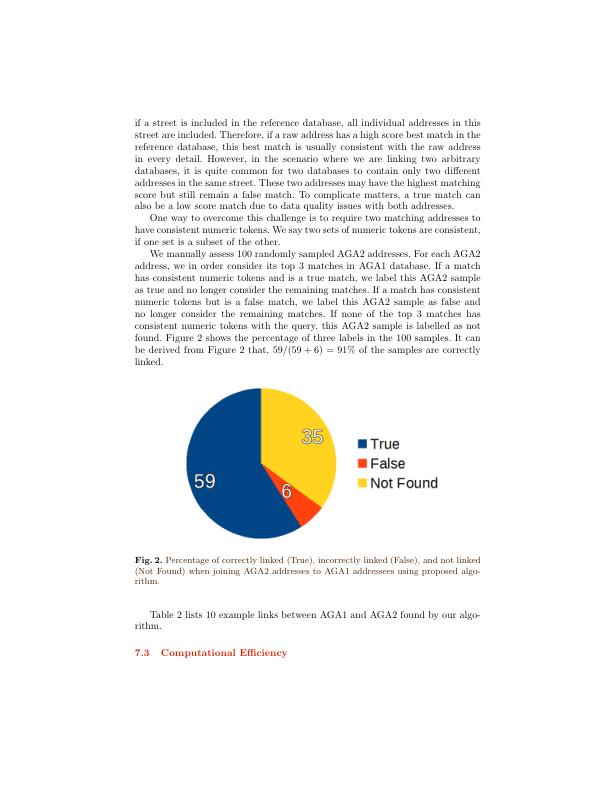 if a street is included in the reference database, all individual addresses in this
street are included. Therefore, if a raw address has a high score best match in the
reference database, this best match is usually consistent with the raw address
in every detail. However, in the scenario where we are linking two arbitrary
databases, it is quite common for two databases to contain only two different
addresses in the same street. These two addresses may have the highest matching
score but still remain a false match. To complicate matters, a true match can
also be a low score match due to data quality issues with both addresses.
One way to overcome this challenge is to require two matching addresses to
have consistent numeric tokens. We say two sets of numeric tokens are consistent,
if one set is a subset of the other.
We manually assess 100 randomly sampled AGA2 addresses. For each AGA2
address, we in order consider its top 3 matches in AGA1 database. If a match
has consistent numeric tokens and is a true match, we label this AGA2 sample
as true and no longer consider the remaining matches. If a match has consistent
numeric tokens but is a false match, we label this AGA2 sample as false and
no longer consider the remaining matches. If none of the top 3 matches has
consistent numeric tokens with the query, this AGA2 sample is labelled as not
found. Figure 2 shows the percentage of three labels in the 100 samples. It can
be derived from Figure 2 that, 59/(59 + 6) = 91% of the samples are correctly
linked.
35
59
6
True
False
Not Found
Fig. 2. Percentage of correctly linked (True), incorrectly linked (False), and not linked
(Not Found) when joining AGA2 addresses to AGA1 addressees using proposed algo-
rithm.
Table 2 lists 10 example links between AGA1 and AGA2 found by our algo-
rithm.
7.3 Computational Efficiency